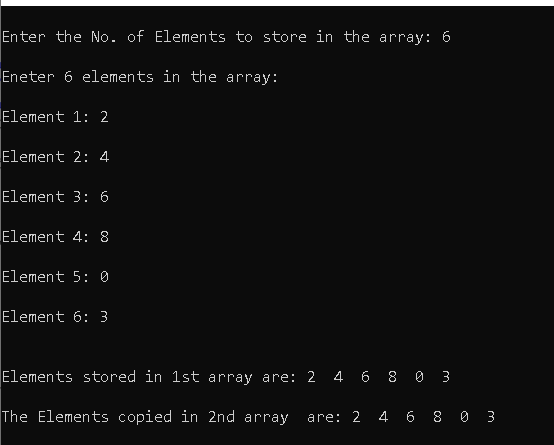 Enter the No. of Elements to store in the array: 6
Eneter 6 elements in the array:
Element 1: 2
Element 2: 4
Element 3: 6
Element 4: 8
Element 5: 0
Element 6: 3
Elements stored in 1st array are: 2  4  6  8  0  3
The Elements copied in 2nd array  are: 2  4  6  8  0  3